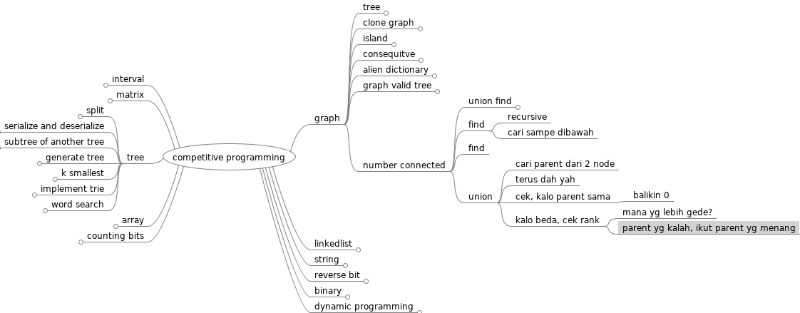 competitive programming
interval
matrix
tree
split
serialize and deserialize
subtree of another tree
generate tree
k smallest
implement trie
word search
array
counting bits
graph
tree
clone graph
island
consequitve
alien dictionary
graph valid tree
number connected
union find
find
recursive
cari sampe dibawah
find
union
cari parent dari 2 node
terus dah yah
cek, kalo parent sama
balikin 0
kalo beda, cek rank
mana yg lebih gede?
parent yg kalah, ikut parent yg menang
linkedlist
string
reverse bit
binary
dynamic programming